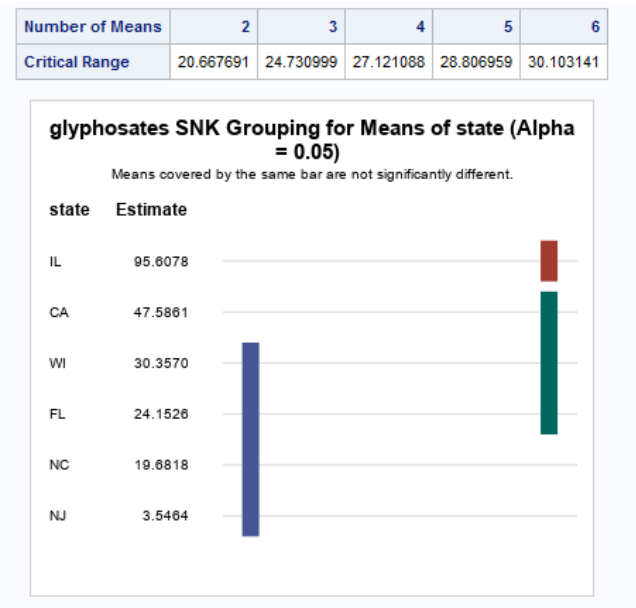 Number of Means 2 3 4 5 6
Critical Range 20.667691 24.730999 27.121088 28.806959 30.103141
glyphosates SNK Grouping for Means of state (Alpha
= 0.05)
Means covered by the same bar are not significantly different.
state Estimate
IL 95.6078
CA 47.5861
WI 30.3570
FL 24.1526
NC 19.6818
NJ 3.5464